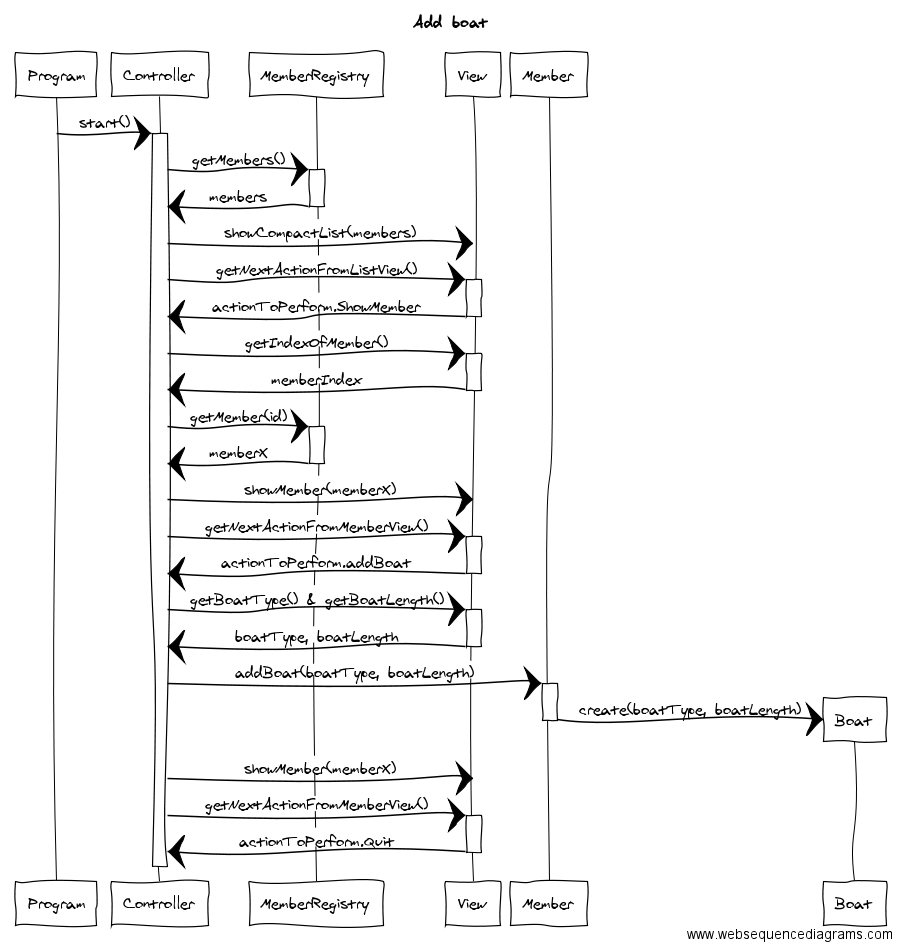 Add boat
Program Controller MemberRegistry View Member
start()
getMembers()
members
showCompactList(members)
getNextActionFromListView()
actionToPerform.ShowMember
getIndexOfMember()
memberIndex
getMember(id)
memberX
showMember(memberX)
getNextActionFromMemberView()
actionToPerform.addBoat
getBoatType() & getBoatLength()
boatType, boatLength
addBoat(boatType, boatLength)
create(boatType, boatLength)
Boat
showMember(memberX)
getNextActionFromMemberView()
actionToPerform.Quit
Program Controller MemberRegistry View Member Boat
www.websequencediagrams.com